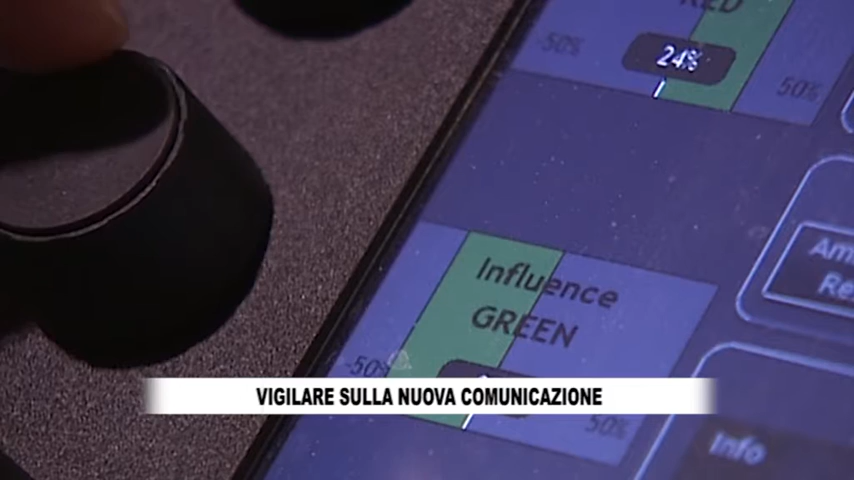 RED
-50%
24%
50%
Influence
GREEN
-50%
50%
Info
VIGILARE SULLA NUOVA COMUNICAZIONE